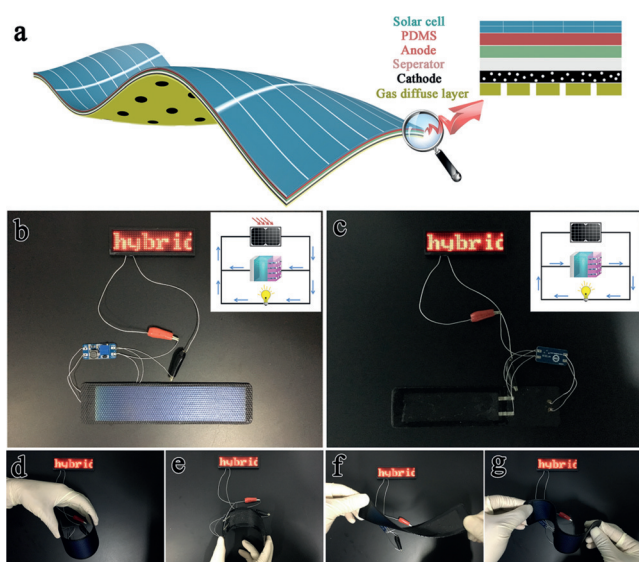 a
Solar cell
PDMS
Anode
Seperator
Cathode
Gas diffuse layer
b
hybrid
c
hybrid
d
hybrid
e
hybrid
f
hybrid
g
hybrid